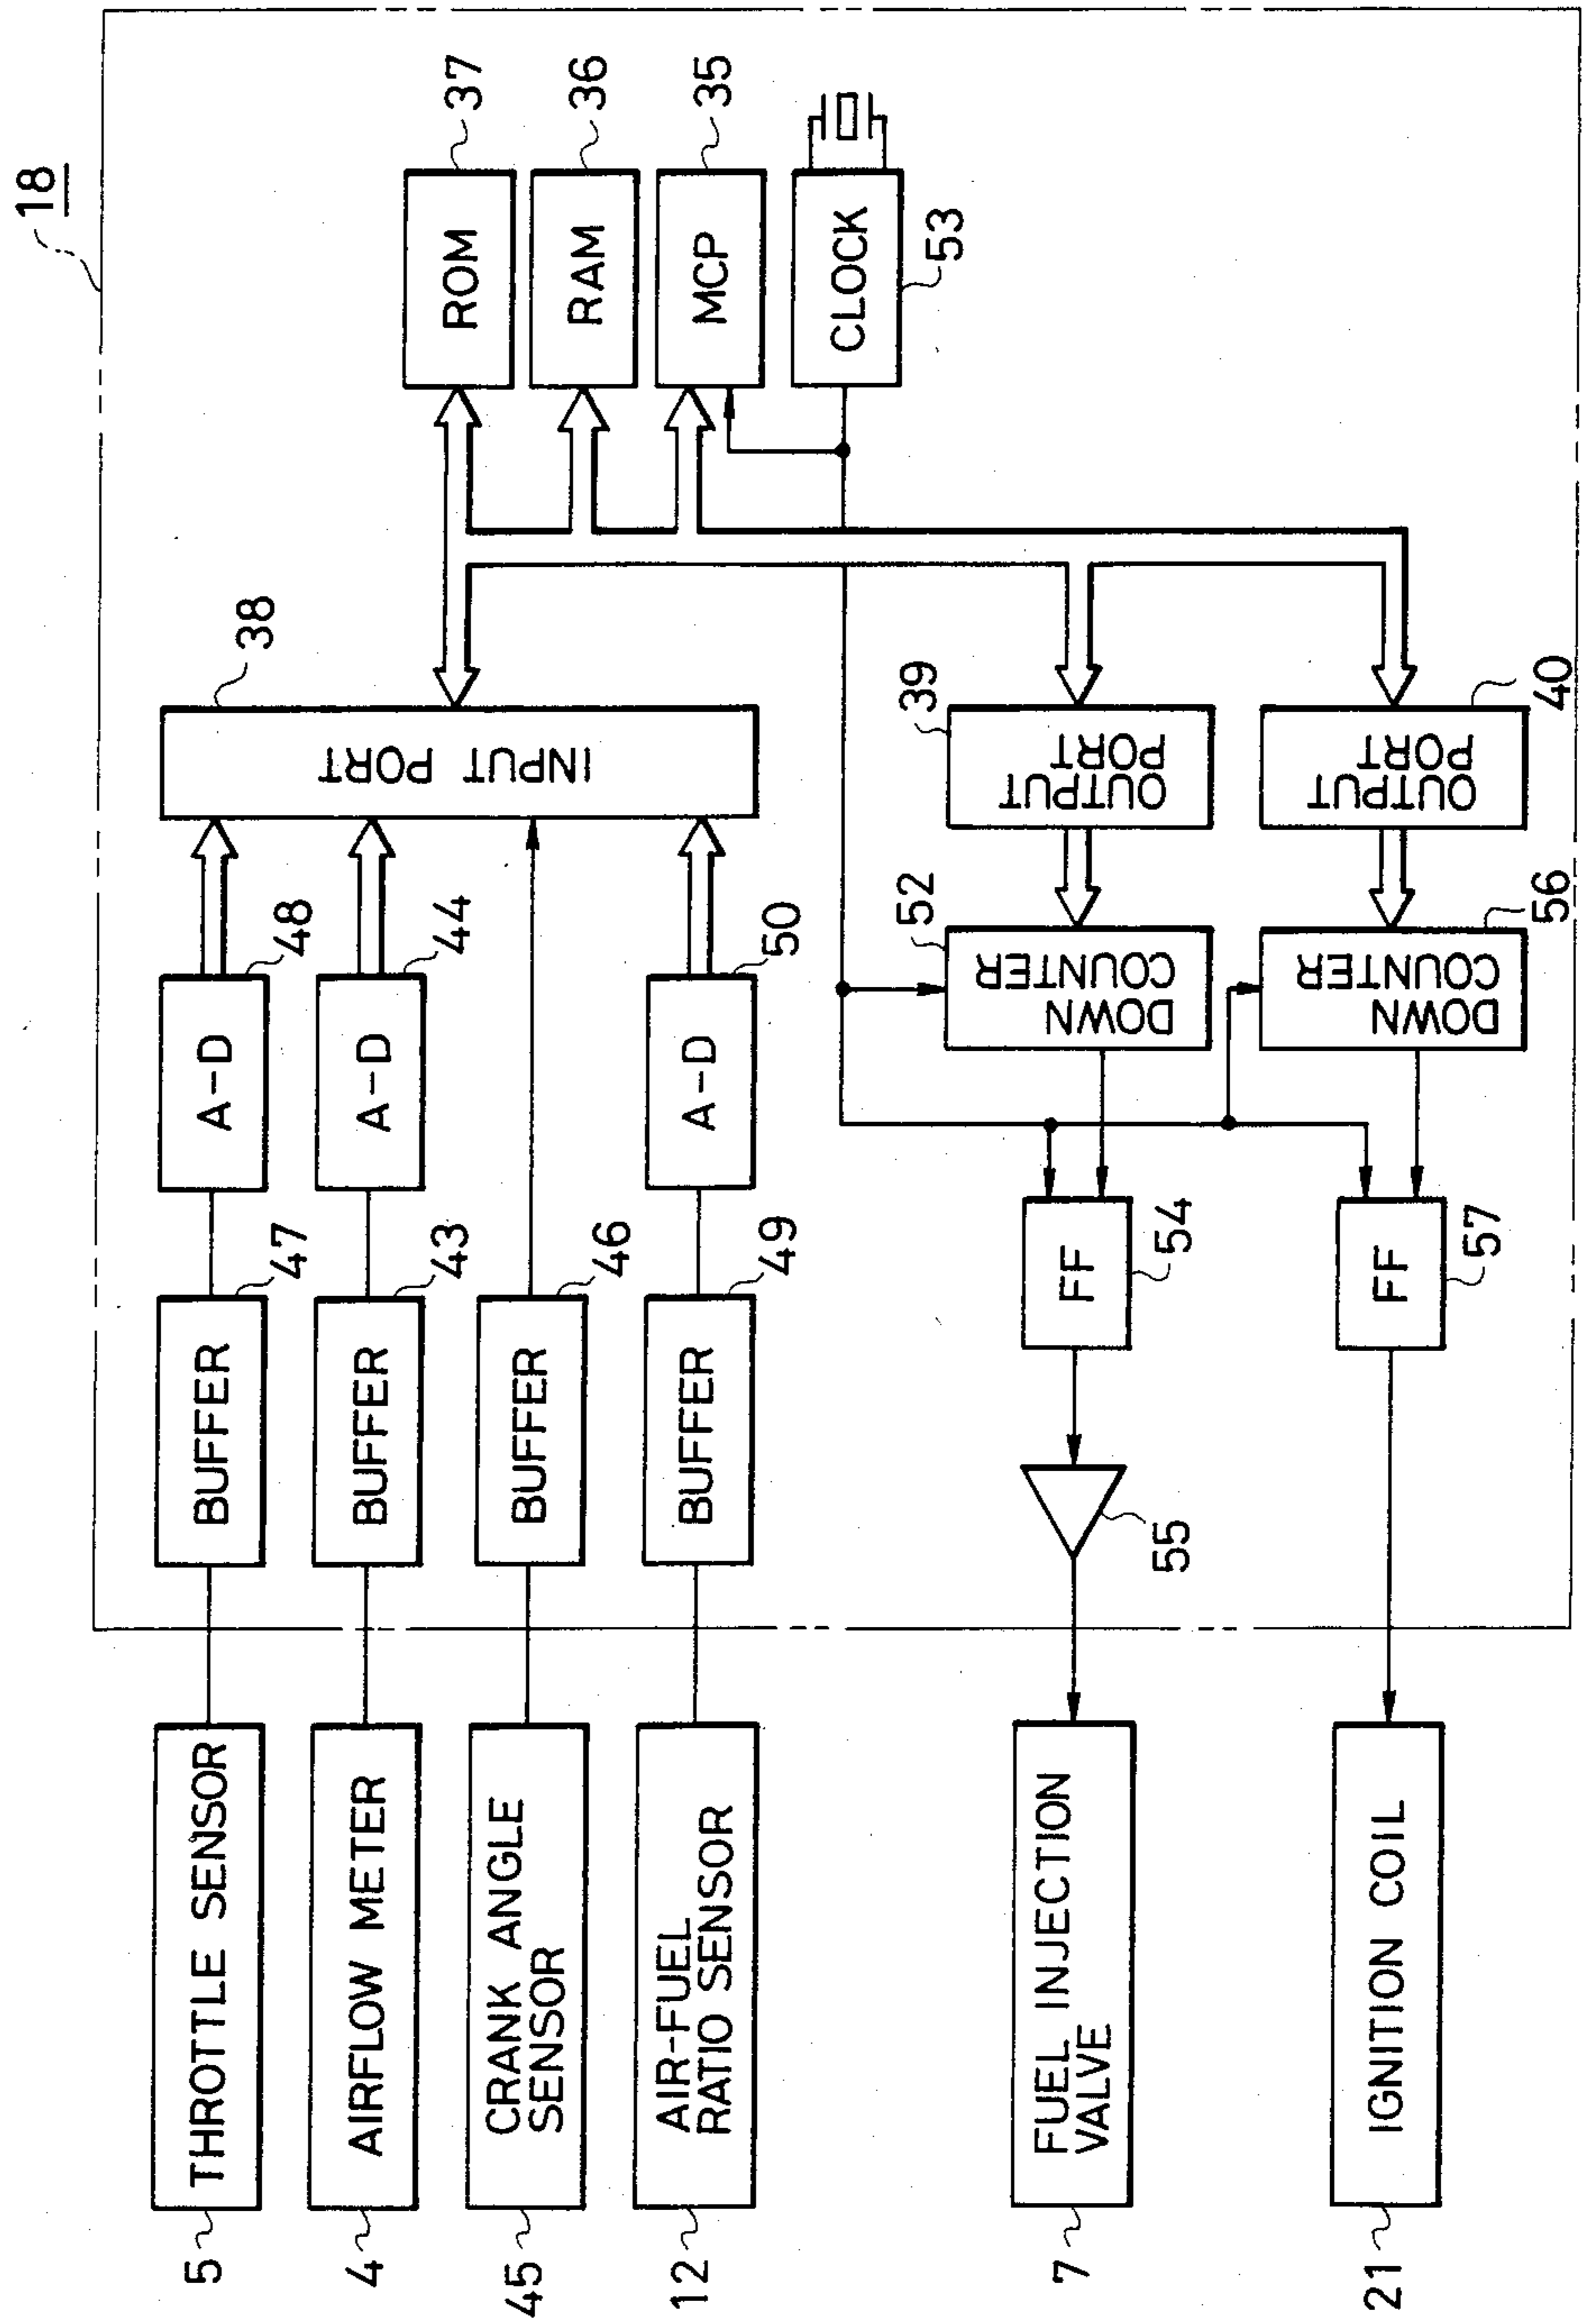 18
5
THROTTLE SENSOR
BUFFER
47
A-D
48
4
AIRFLOW METER
BUFFER
43
A-D
44
45
CRANK ANGLE
SENSOR
BUFFER
46
12
AIR-FUEL
RATIO SENSOR
BUFFER
49
A-D
50
INPUT PORT
38
ROM
37
RAM
36
MCP
35
CLOCK
53
7
FUEL INJECTION
VALVE
55
FF
54
DOWN
COUNTER
52
OUTPUT
PORT
39
21
IGNITION COIL
FF
57
DOWN
COUNTER
56
OUTPUT
PORT
40